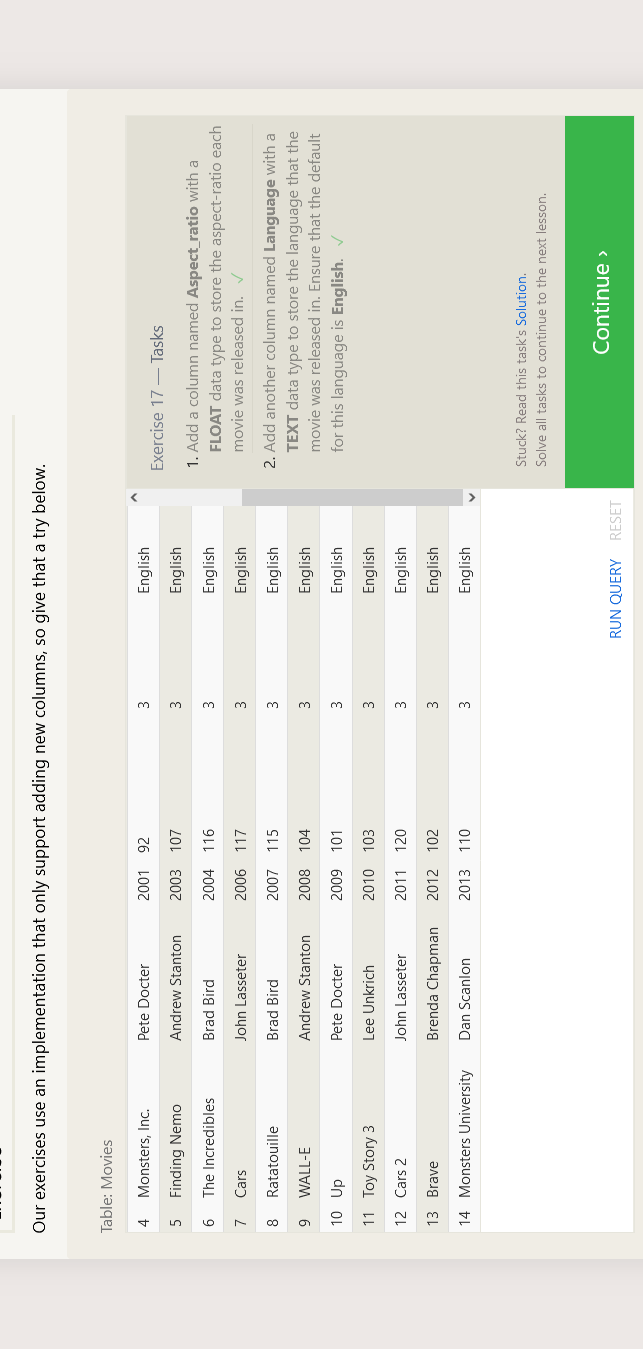 Our exercises use an implementation that only support adding new columns, so give that a try below.
Table: Movies
4 Monsters, Inc. Pete Docter 2001 92 3 English
5 Finding Nemo Andrew Stanton 2003 107 3 English
6 The Incredibles Brad Bird 2004 116 3 English
7 Cars John Lasseter 2006 117 3 English
8 Ratatouille Brad Bird 2007 115 3 English
9 WALL-E Andrew Stanton 2008 104 3 English
10 Up Pete Docter 2009 101 3 English
11 Toy Story 3 Lee Unkrich 2010 103 3 English
12 Cars 2 John Lasseter 2011 120 3 English
13 Brave Brenda Chapman 2012 102 3 English
14 Monsters University Dan Scanlon 2013 110 3 English
RUN QUERY RESET
Exercise 17 — Tasks
1. Add a column named Aspect_ratio with a
FLOAT data type to store the aspect-ratio each
movie was released in. ✓
2. Add another column named Language with a
TEXT data type to store the language that the
movie was released in. Ensure that the default
for this language is English. ✓
Stuck? Read this task's Solution.
Solve all tasks to continue to the next lesson.
Continue ›